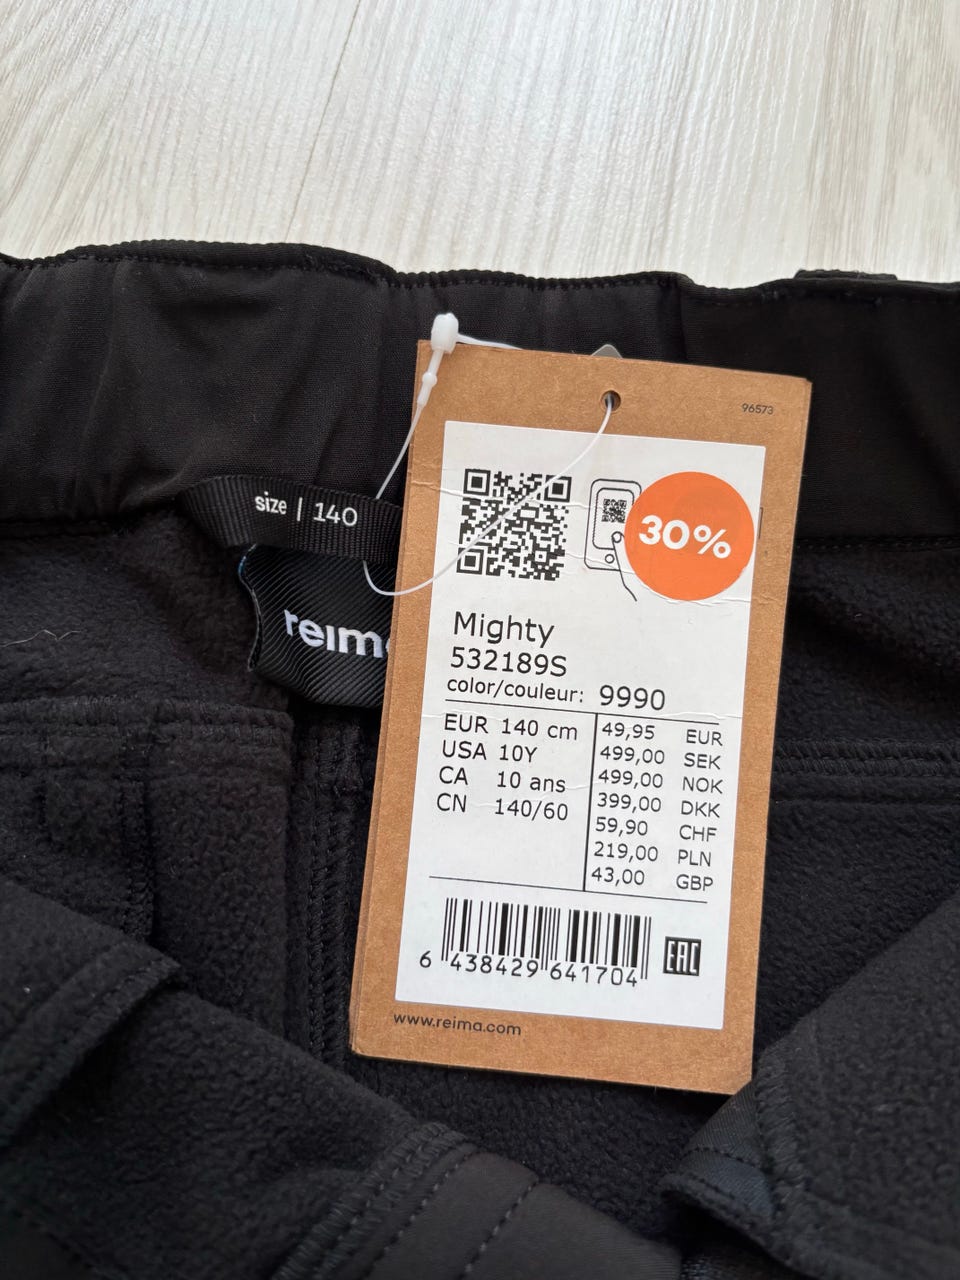 96573
size | 140
30%
reima
Mighty
532189S
color/couleur: 9990
EUR 140 cm
USA 10Y
CA 10 ans
CN 140/60
49,95 EUR
499,00 SEK
499,00 NOK
399,00 DKK
59,90 CHF
219,00 PLN
43,00 GBP
6 438429 641704
EAC
www.reima.com